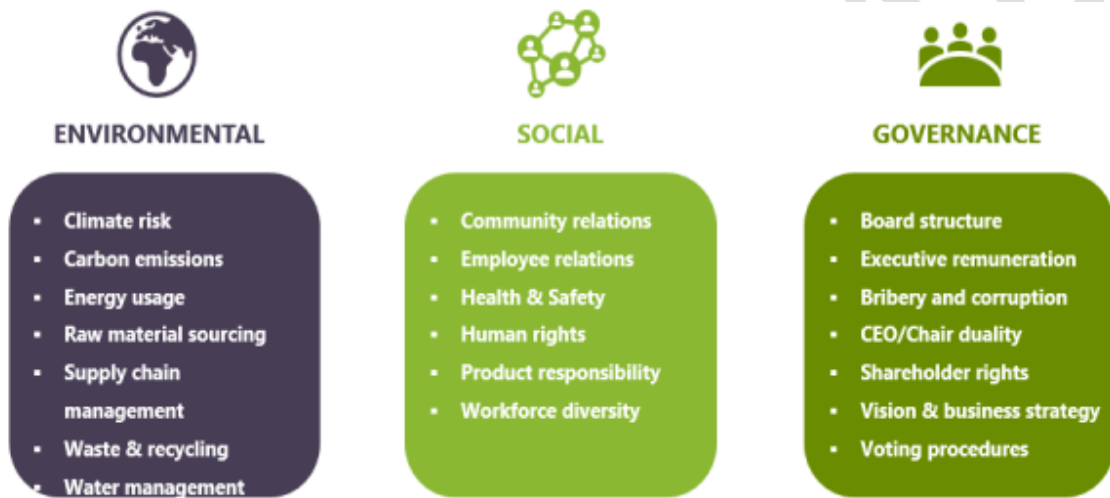 ENVIRONMENTAL
▪ Climate risk
▪ Carbon emissions
▪ Energy usage
▪ Raw material sourcing
▪ Supply chain
management
▪ Waste & recycling
▪ Water management
SOCIAL
▪ Community relations
▪ Employee relations
▪ Health & Safety
▪ Human rights
▪ Product responsibility
▪ Workforce diversity
GOVERNANCE
▪ Board structure
▪ Executive remuneration
▪ Bribery and corruption
▪ CEO/Chair duality
▪ Shareholder rights
▪ Vision & business strategy
▪ Voting procedures